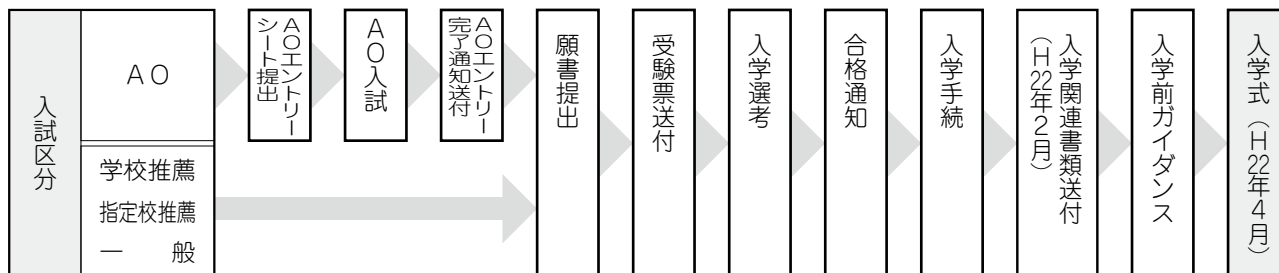 入試区分
AO
学校推薦
指定校推薦
一　般
AOエントリー
シート提出
AO入試
AOエントリー
完了通知送付
願書提出
受験票送付
入学選考
合格通知
入学手続
入学関連書類送付
（H22年2月）
入学前ガイダンス
入学式（H22年4月）